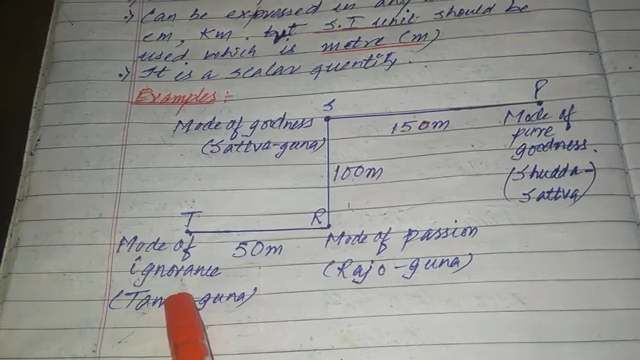 :> Can be expressed in any
cm, km. but S.I unit should be
used which is metre (m)
:> It is a scalar quantity.
Examples:-
S
P
Mode of goodness
(Sattva-guna)
150m
Mode of
pure
goodness.
(Shudda-
Sattva)
100m
T
R
Mode of
ignorance
(Tam -guna)
50m
Mode of passion
(Rajo-guna)